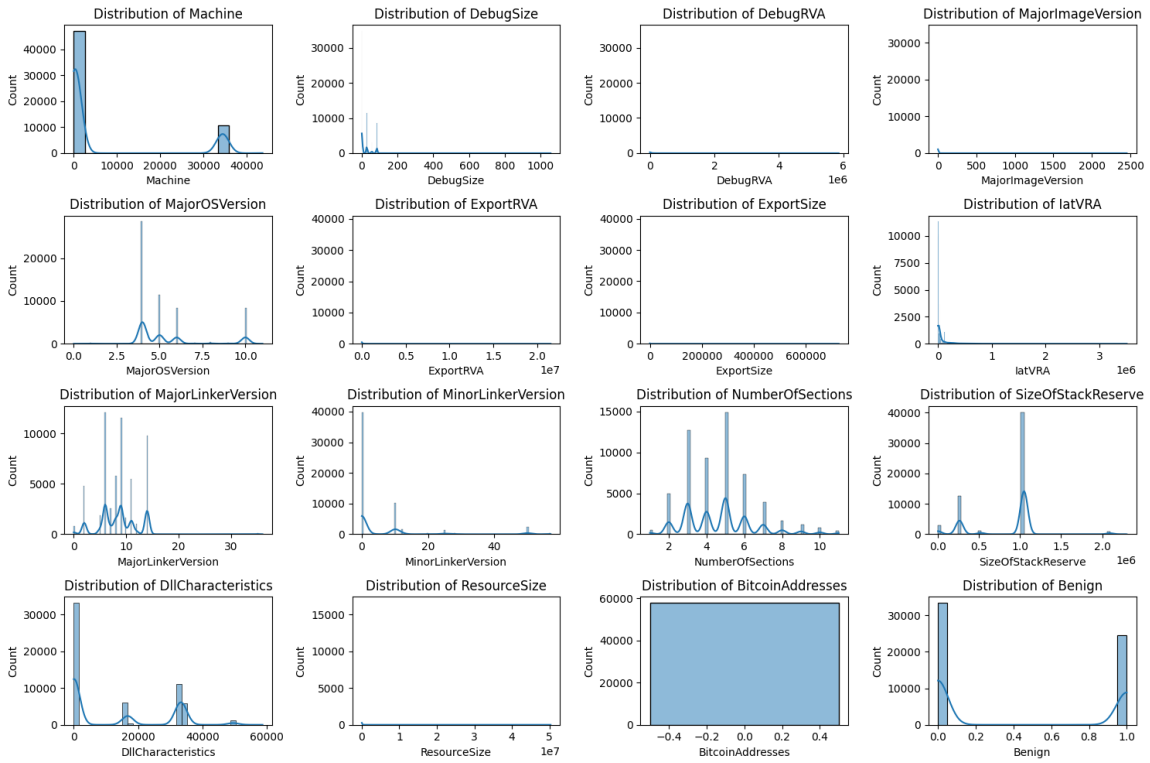 Distribution of Machine
Count
40000
30000
20000
10000
0
0 10000 20000 30000 40000
Machine
Distribution of DebugSize
Count
30000
20000
10000
0
0 200 400 600 800 1000
DebugSize
Distribution of DebugRVA
Count
30000
20000
10000
0
0 2 4 6
1e6
DebugRVA
Distribution of MajorImageVersion
Count
30000
20000
10000
0
0 500 1000 1500 2000 2500
MajorImageVersion
Distribution of MajorOSVersion
Count
20000
10000
0
0.0 2.5 5.0 7.5 10.0
MajorOSVersion
Distribution of ExportRVA
Count
40000
30000
20000
10000
0
0.0 0.5 1.0 1.5 2.0
1e7
ExportRVA
Distribution of ExportSize
Count
40000
30000
20000
10000
0
0 200000 400000 600000
ExportSize
Distribution of IatVRA
Count
10000
7500
5000
2500
0
0 1 2 3
1e6
IatVRA
Distribution of MajorLinkerVersion
Count
10000
5000
0
0 10 20 30
MajorLinkerVersion
Distribution of MinorLinkerVersion
Count
40000
30000
20000
10000
0
0 20 40
MinorLinkerVersion
Distribution of NumberOfSections
Count
15000
10000
5000
0
2 4 6 8 10
NumberOfSections
Distribution of SizeOfStackReserve
Count
40000
30000
20000
10000
0
0.0 0.5 1.0 1.5 2.0
1e6
SizeOfStackReserve
Distribution of DllCharacteristics
Count
30000
20000
10000
0
0 20000 40000 60000
DllCharacteristics
Distribution of ResourceSize
Count
15000
10000
5000
0
0 1 2 3 4 5
1e7
ResourceSize
Distribution of BitcoinAddresses
Count
60000
40000
20000
0
−0.4 −0.2 0.0 0.2 0.4
BitcoinAddresses
Distribution of Benign
Count
30000
20000
10000
0
0.0 0.2 0.4 0.6 0.8 1.0
Benign